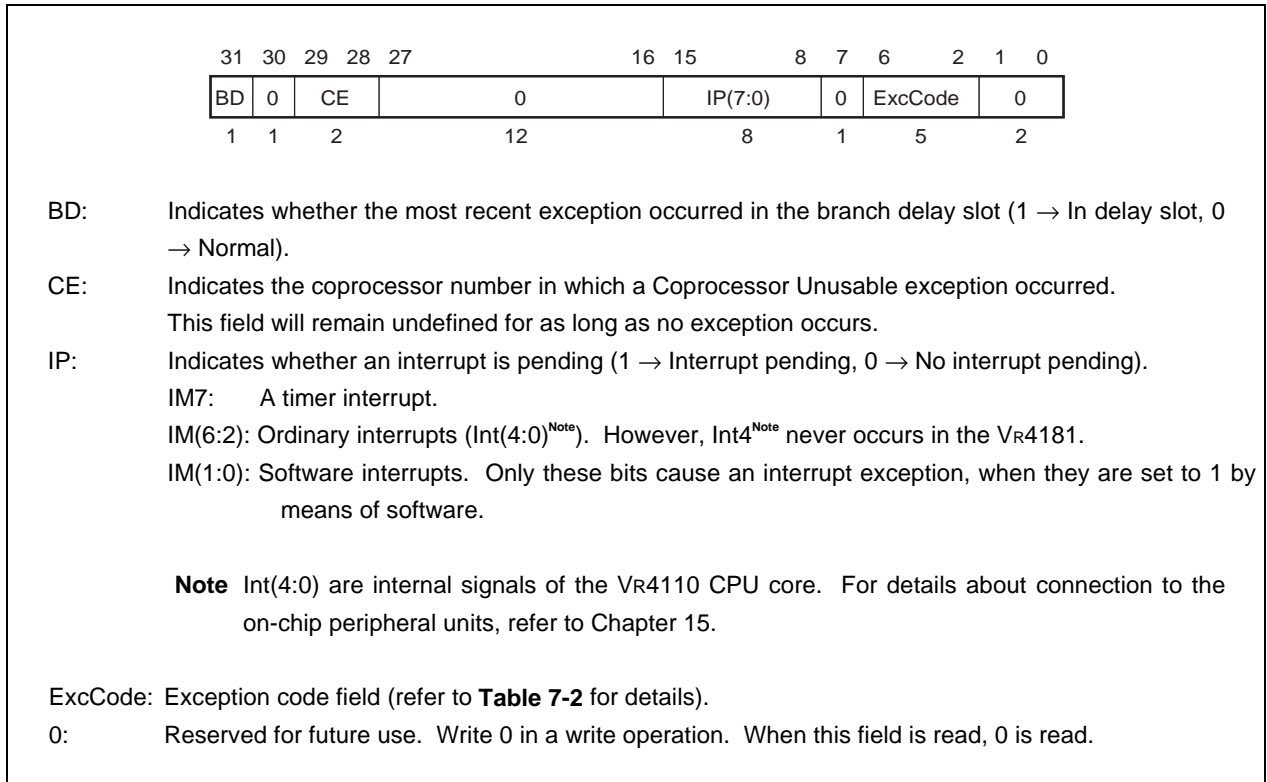 31 30 29 28 27 16 15 8 7 6 2 1 0
BD 0 CE 0 IP(7:0) 0 ExcCode 0
1 1 2 12 8 1 5 2
BD: Indicates whether the most recent exception occurred in the branch delay slot (1 → In delay slot, 0
→ Normal).
CE: Indicates the coprocessor number in which a Coprocessor Unusable exception occurred.
This field will remain undefined for as long as no exception occurs.
IP: Indicates whether an interrupt is pending (1 → Interrupt pending, 0 → No interrupt pending).
IM7: A timer interrupt.
IM(6:2): Ordinary interrupts (Int(4:0)Note). However, Int4Note never occurs in the VR4181.
IM(1:0): Software interrupts. Only these bits cause an interrupt exception, when they are set to 1 by
means of software.
Note Int(4:0) are internal signals of the VR4110 CPU core. For details about connection to the
on-chip peripheral units, refer to Chapter 15.
ExcCode: Exception code field (refer to Table 7-2 for details).
0: Reserved for future use. Write 0 in a write operation. When this field is read, 0 is read.